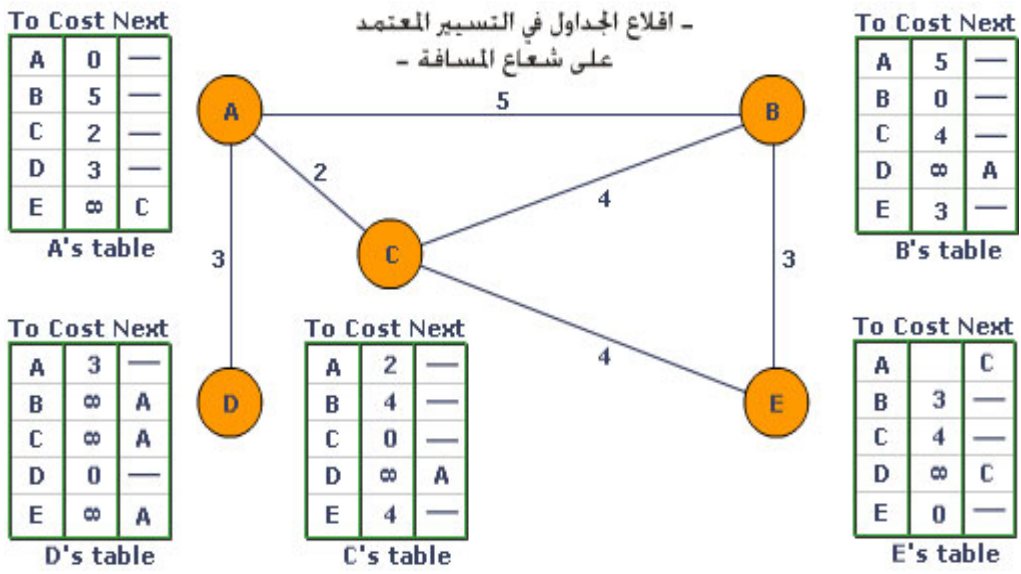 - اقلاع الجداول في التسيير المعتمد
على شعاع المسافة -
To Cost Next
A 0 —
B 5 —
C 2 —
D 3 —
E ∞ C
A's table
To Cost Next
A 5 —
B 0 —
C 4 —
D ∞ A
E 3 —
B's table
A
5
B
2
4
C
3
3
4
D
E
To Cost Next
A 3 —
B ∞ A
C ∞ A
D 0 —
E ∞ A
D's table
To Cost Next
A 2 —
B 4 —
C 0 —
D ∞ A
E 4 —
C's table
To Cost Next
A C
B 3 —
C 4 —
D ∞ C
E 0 —
E's table